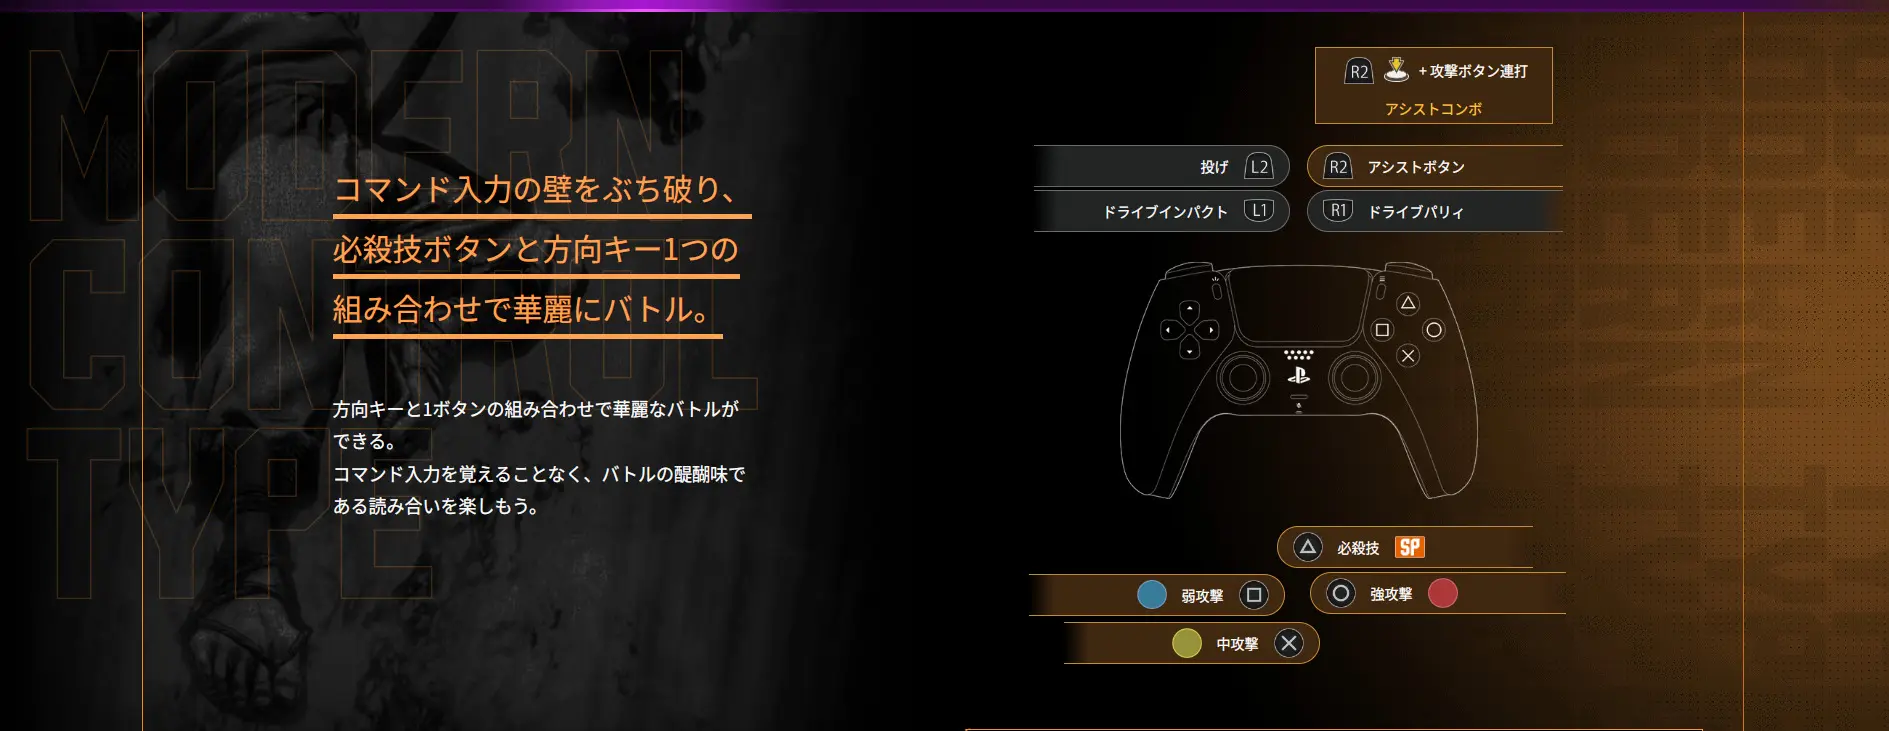 MODERN
CONTROL
TYPE
コマンド入力の壁をぶち破り、
必殺技ボタンと方向キー1つの
組み合わせで華麗にバトル。
方向キーと1ボタンの組み合わせで華麗なバトルが
できる。
コマンド入力を覚えることなく、バトルの醍醐味で
ある読み合いを楽しもう。
R2 + 攻撃ボタン連打
アシストコンボ
投げ L2
R2 アシストボタン
ドライブインパクト L1
R1 ドライブパリィ
必殺技 SP
弱攻撃
強攻撃
中攻撃